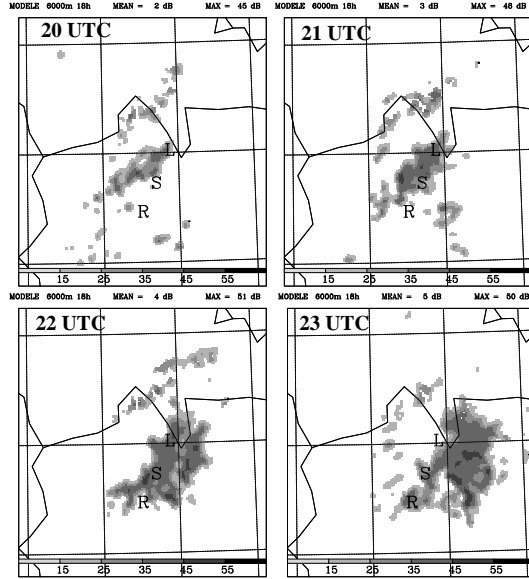 MODELE 6000m 18h MEAN = 2 dB MAX = 45 dB
MODELE 6000m 18h MEAN = 3 dB MAX = 48 dB
20 UTC
21 UTC
L
S
R
L
S
R
15 25 35 45 55
15 25 35 45 55
MODELE 6000m 18h MEAN = 4 dB MAX = 51 dB
MODELE 6000m 18h MEAN = 5 dB MAX = 50 dB
22 UTC
23 UTC
L
S
R
L
S
R
15 25 35 45 55
15 25 35 45 55